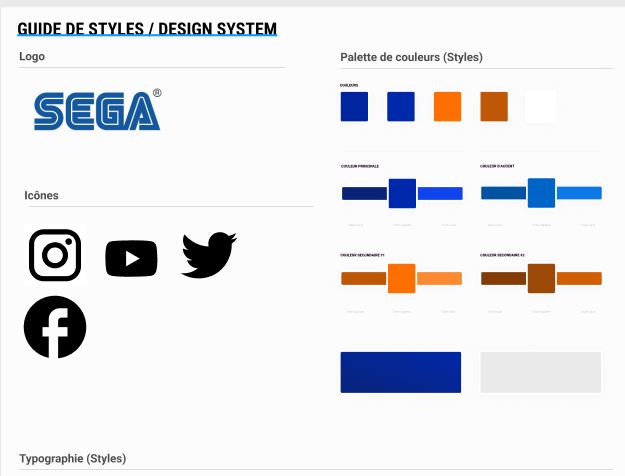 GUIDE DE STYLES / DESIGN SYSTEM
Logo
SEGA®
Icônes
Palette de couleurs (Styles)
COULEURS
COULEUR PRINCIPALE
COULEUR D'ACCENT
COULEUR SECONDAIRE #1
COULEUR SECONDAIRE #2
Typographie (Styles)